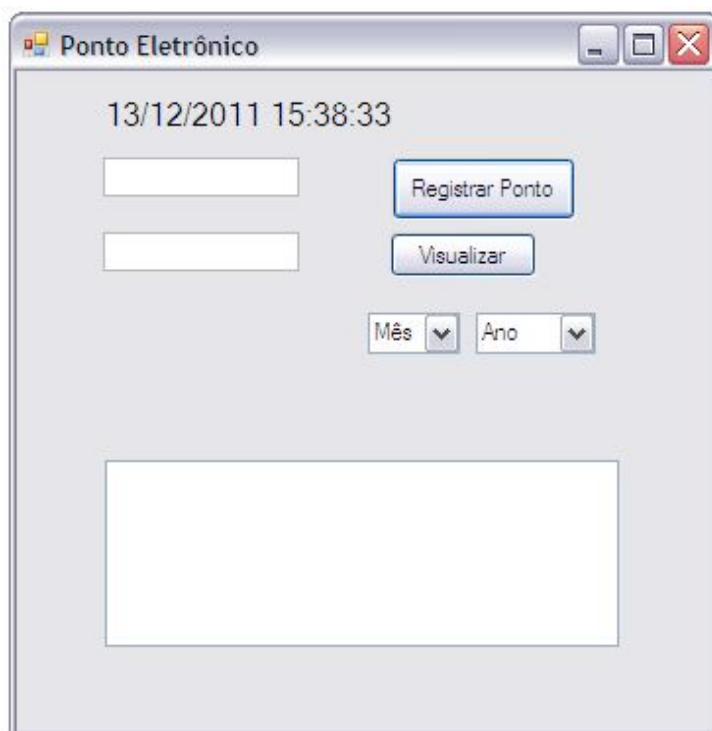 Ponto Eletrônico
13/12/2011 15:38:33
Registrar Ponto
Visualizar
Mês
Ano